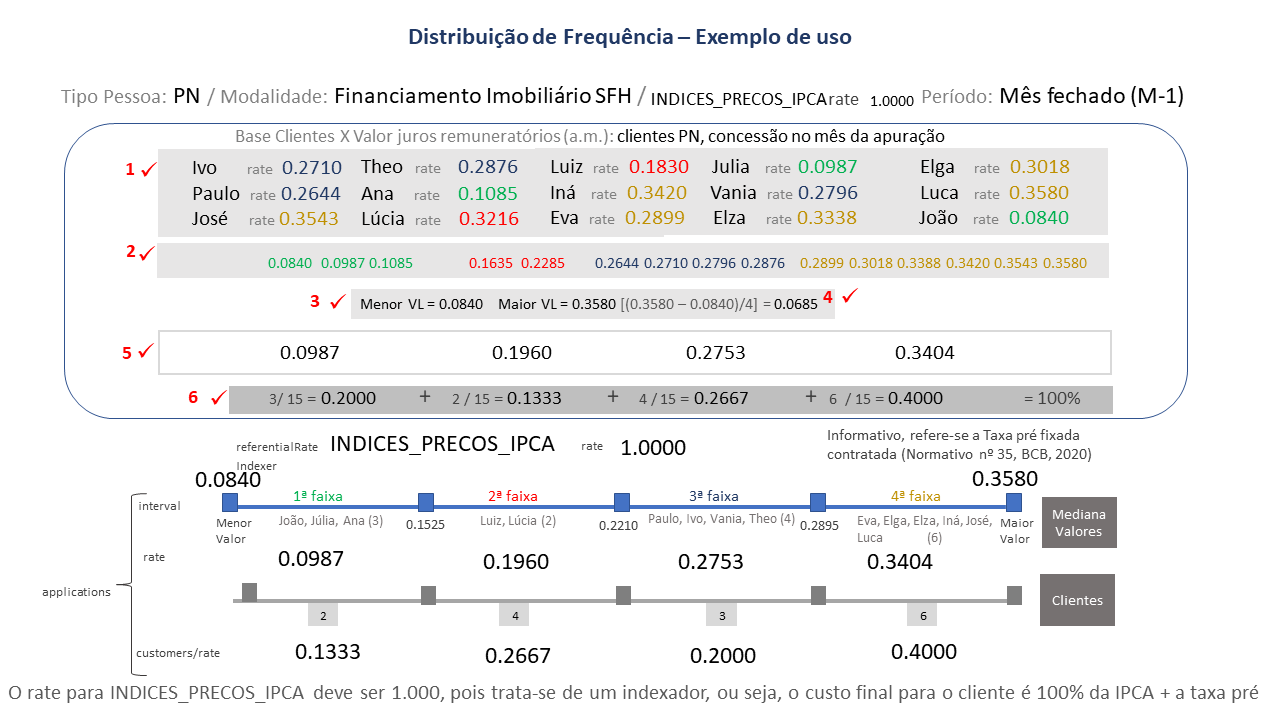 Distribuição de Frequência – Exemplo de uso
Tipo Pessoa: PN / Modalidade: Financiamento Imobiliário SFH / INDICES_PRECOS_IPCA rate 1.0000 Período: Mês fechado (M-1)
Base Clientes X Valor juros remuneratórios (a.m.): clientes PN, concessão no mês da apuração
1 ✓ Ivo rate 0.2710 Theo rate 0.2876 Luiz rate 0.1830 Julia rate 0.0987 Elga rate 0.3018
Paulo rate 0.2644 Ana rate 0.1085 Iná rate 0.3420 Vania rate 0.2796 Luca rate 0.3580
José rate 0.3543 Lúcia rate 0.3216 Eva rate 0.2899 Elza rate 0.3338 João rate 0.0840
2 ✓ 0.0840 0.0987 0.1085 0.1635 0.2285 0.2644 0.2710 0.2796 0.2876 0.2899 0.3018 0.3388 0.3420 0.3543 0.3580
3 ✓ Menor VL = 0.0840 Maior VL = 0.3580 [(0.3580 – 0.0840)/4] = 0.0685 4 ✓
5 ✓ 0.0987 0.1960 0.2753 0.3404
6 ✓ 3/ 15 = 0.2000 + 2 / 15 = 0.1333 + 4 / 15 = 0.2667 + 6 / 15 = 0.4000 = 100%
referentialRate Indexer INDICES_PRECOS_IPCA rate 1.0000
Informativo, refere-se a Taxa pré fixada
contratada (Normativo nº 35, BCB, 2020)
0.0840 0.3580
interval 1ª faixa 2ª faixa 3ª faixa 4ª faixa
Menor Valor João, Júlia, Ana (3) 0.1525 Luiz, Lúcia (2) 0.2210 Paulo, Ivo, Vania, Theo (4) 0.2895 Eva, Elga, Elza, Iná, José, Luca (6) Maior Valor
Mediana
Valores
rate 0.0987 0.1960 0.2753 0.3404
applications
2 4 3 6
Clientes
customers/rate 0.1333 0.2667 0.2000 0.4000
O rate para INDICES_PRECOS_IPCA deve ser 1.000, pois trata-se de um indexador, ou seja, o custo final para o cliente é 100% da IPCA + a taxa pré